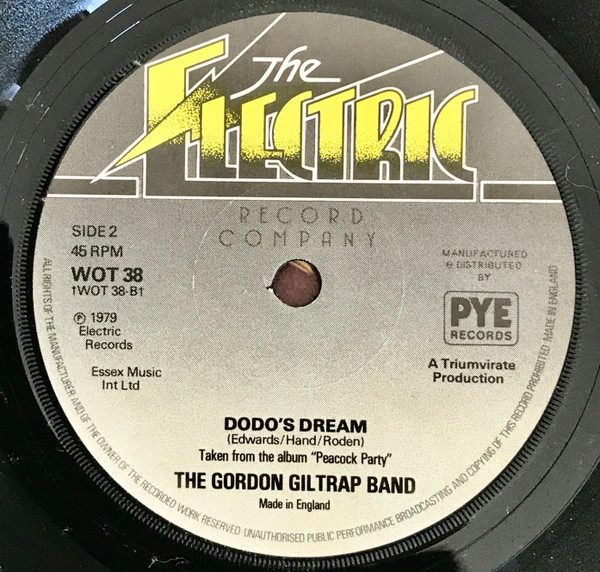 The
ELECTRIC
RECORD
COMPANY
SIDE 2
45 RPM
WOT 38
†WOT 38-B†
℗ 1979
Electric
Records
Essex Music
Int Ltd
MANUFACTURED
& DISTRIBUTED
BY
PYE
RECORDS
A Triumvirate
Production
DODO'S DREAM
(Edwards/Hand/Roden)
Taken from the album "Peacock Party"
THE GORDON GILTRAP BAND
Made in England
ALL RIGHTS OF THE MANUFACTURER AND OF THE OWNER OF THE RECORDED WORK RESERVED UNAUTHORISED PUBLIC PERFORMANCE BROADCASTING AND COPYING OF THIS RECORD PROHIBITED MADE IN ENGLAND